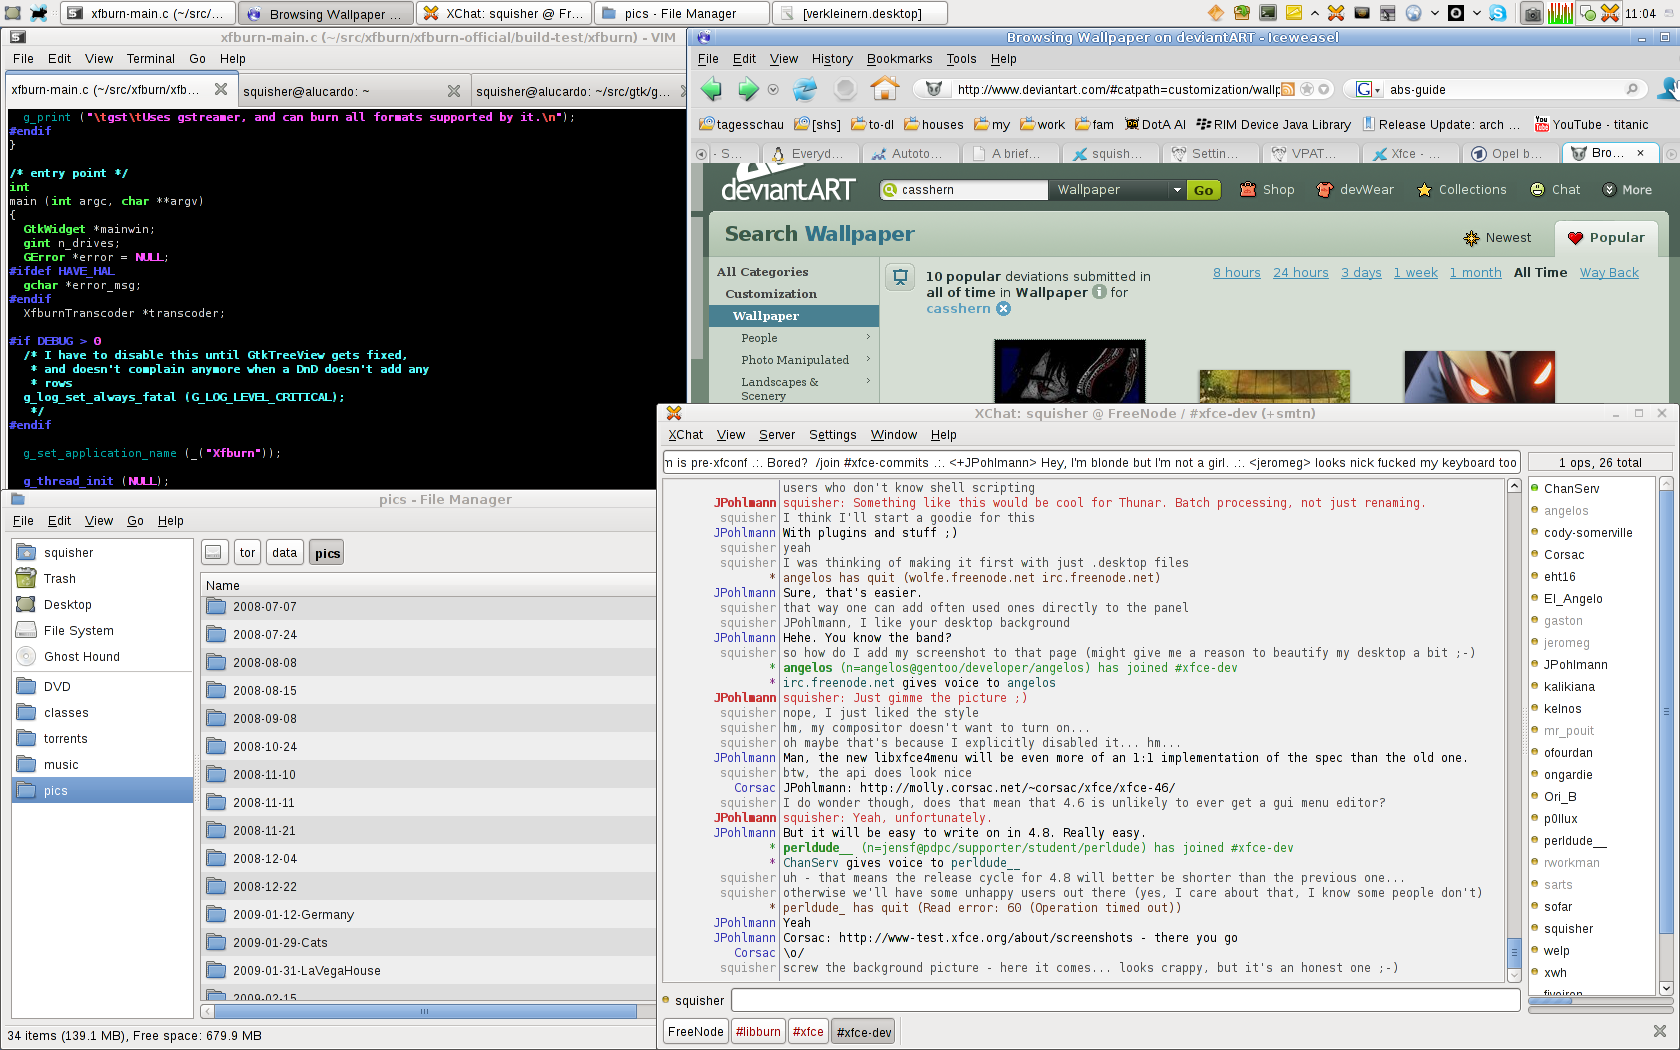 xfburn-main.c (~/src/...
Browsing Wallpaper ...
XChat: squisher @ Fr...
pics - File Manager
[verkleinern.desktop]
11:04
xfburn-main.c (~/src/xfburn/xfburn-official/build-test/xfburn) - VIM
File Edit View Terminal Go Help
xfburn-main.c (~/src/xfburn/xfb...
squisher@alucardo: ~
squisher@alucardo: ~/src/gtk/g...
g_print ("\tgst\tUses gstreamer, and can burn all formats supported by it.\n");
#endif
}
/* entry point */
int
main (int argc, char **argv)
{
GtkWidget *mainwin;
gint n_drives;
GError *error = NULL;
#ifdef HAVE_HAL
gchar *error_msg;
#endif
XfburnTranscoder *transcoder;
#if DEBUG > 0
/* I have to disable this until GtkTreeView gets fixed,
* and doesn't complain anymore when a DnD doesn't add any
* rows
g_log_set_always_fatal (G_LOG_LEVEL_CRITICAL);
*/
#endif
g_set_application_name (_("Xfburn"));
g_thread_init (NULL);
Browsing Wallpaper on deviantART - Iceweasel
File Edit View History Bookmarks Tools Help
http://www.deviantart.com/#catpath=customization/wallp
abs-guide
tagesschau [shs] to-dl houses my work fam DotA AI RIM Device Java Library Release Update: arch ... YouTube - titanic
- S... Everyd... Autoto... A brief... squish... Settin... VPAT... Xfce - ... Opel b... Bro...
deviantART
casshern
Wallpaper
Go
Shop devWear Collections Chat More
Search Wallpaper
Newest Popular
All Categories
Customization
Wallpaper
People
Photo Manipulated
Landscapes &
Scenery
10 popular deviations submitted in
all of time in Wallpaper i for
casshern
8 hours 24 hours 3 days 1 week 1 month All Time Way Back
pics - File Manager
File Edit View Go Help
squisher
Trash
Desktop
File System
Ghost Hound
DVD
classes
torrents
music
pics
tor data pics
Name
2008-07-07
2008-07-24
2008-08-08
2008-08-15
2008-09-08
2008-10-24
2008-11-10
2008-11-11
2008-11-21
2008-12-04
2008-12-22
2009-01-12-Germany
2009-01-29-Cats
2009-01-31-LaVegaHouse
2009-02-15
34 items (139.1 MB), Free space: 679.9 MB
XChat: squisher @ FreeNode / #xfce-dev (+smtn)
XChat View Server Settings Window Help
m is pre-xfconf .:. Bored? /join #xfce-commits .:. <+JPohlmann> Hey, I'm blonde but I'm not a girl. .:. <jeromeg> looks nick fucked my keyboard too
1 ops, 26 total
users who don't know shell scripting
JPohlmann squisher: Something like this would be cool for Thunar. Batch processing, not just renaming.
squisher I think I'll start a goodie for this
JPohlmann With plugins and stuff ;)
squisher yeah
squisher I was thinking of making it first with just .desktop files
* angelos has quit (wolfe.freenode.net irc.freenode.net)
JPohlmann Sure, that's easier.
squisher that way one can add often used ones directly to the panel
squisher JPohlmann, I like your desktop background
JPohlmann Hehe. You know the band?
squisher so how do I add my screenshot to that page (might give me a reason to beautify my desktop a bit ;-)
* angelos (n=angelos@gentoo/developer/angelos) has joined #xfce-dev
* irc.freenode.net gives voice to angelos
JPohlmann squisher: Just gimme the picture ;)
squisher nope, I just liked the style
squisher hm, my compositor doesn't want to turn on...
squisher oh maybe that's because I explicitly disabled it... hm...
JPohlmann Man, the new libxfce4menu will be even more of an 1:1 implementation of the spec than the old one.
squisher btw, the api does look nice
Corsac JPohlmann: http://molly.corsac.net/~corsac/xfce/xfce-46/
squisher I do wonder though, does that mean that 4.6 is unlikely to ever get a gui menu editor?
JPohlmann squisher: Yeah, unfortunately.
JPohlmann But it will be easy to write on in 4.8. Really easy.
* perldude__ (n=jensf@pdpc/supporter/student/perldude) has joined #xfce-dev
* ChanServ gives voice to perldude__
squisher uh - that means the release cycle for 4.8 will better be shorter than the previous one...
squisher otherwise we'll have some unhappy users out there (yes, I care about that, I know some people don't)
* perldude_ has quit (Read error: 60 (Operation timed out))
JPohlmann Yeah
JPohlmann Corsac: http://www-test.xfce.org/about/screenshots - there you go
Corsac \o/
squisher screw the background picture - here it comes... looks crappy, but it's an honest one ;-)
ChanServ
angelos
cody-somerville
Corsac
eht16
El_Angelo
gaston
jeromeg
JPohlmann
kalikiana
kelnos
mr_pouit
ofourdan
ongardie
Ori_B
p0llux
perldude__
rworkman
sarts
sofar
squisher
welp
xwh
fiveiron
squisher
FreeNode #libburn #xfce #xfce-dev